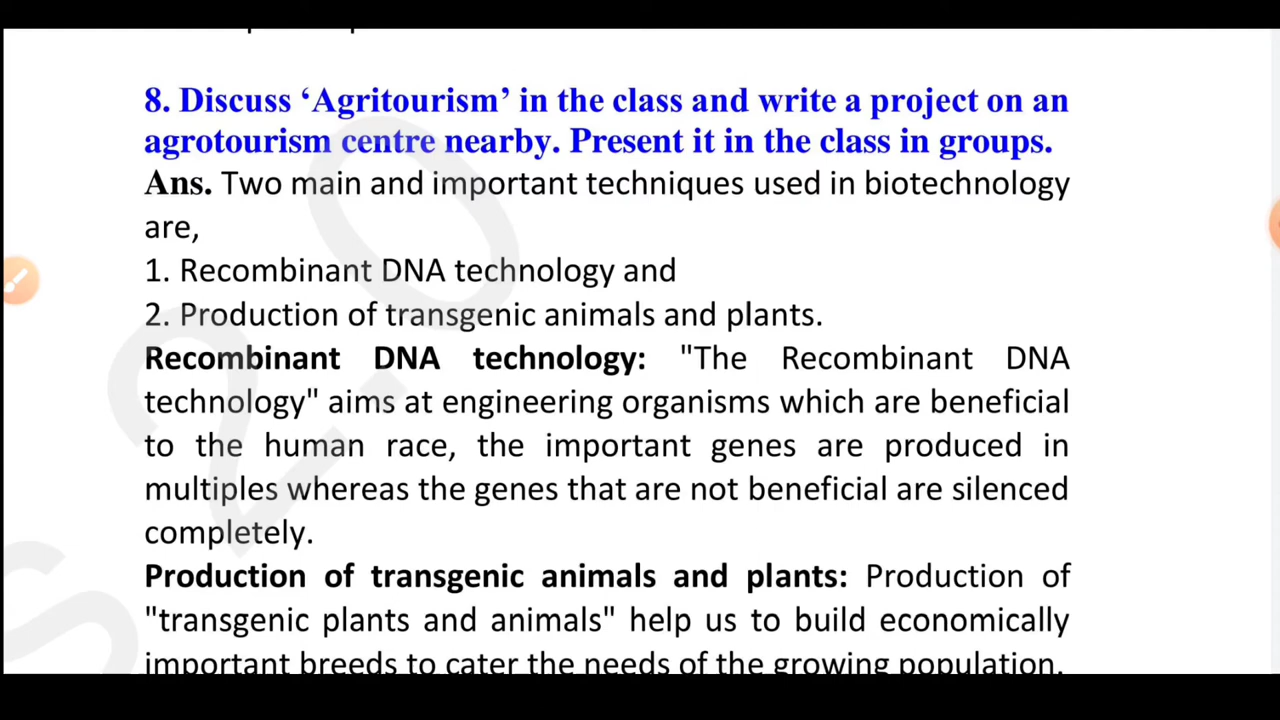 8. Discuss ‘Agritourism’ in the class and write a project on an
agrotourism centre nearby. Present it in the class in groups.
Ans. Two main and important techniques used in biotechnology
are,
1. Recombinant DNA technology and
2. Production of transgenic animals and plants.
Recombinant DNA technology: "The Recombinant DNA
technology" aims at engineering organisms which are beneficial
to the human race, the important genes are produced in
multiples whereas the genes that are not beneficial are silenced
completely.
Production of transgenic animals and plants: Production of
"transgenic plants and animals" help us to build economically
important breeds to cater the needs of the growing population.
s 2.0